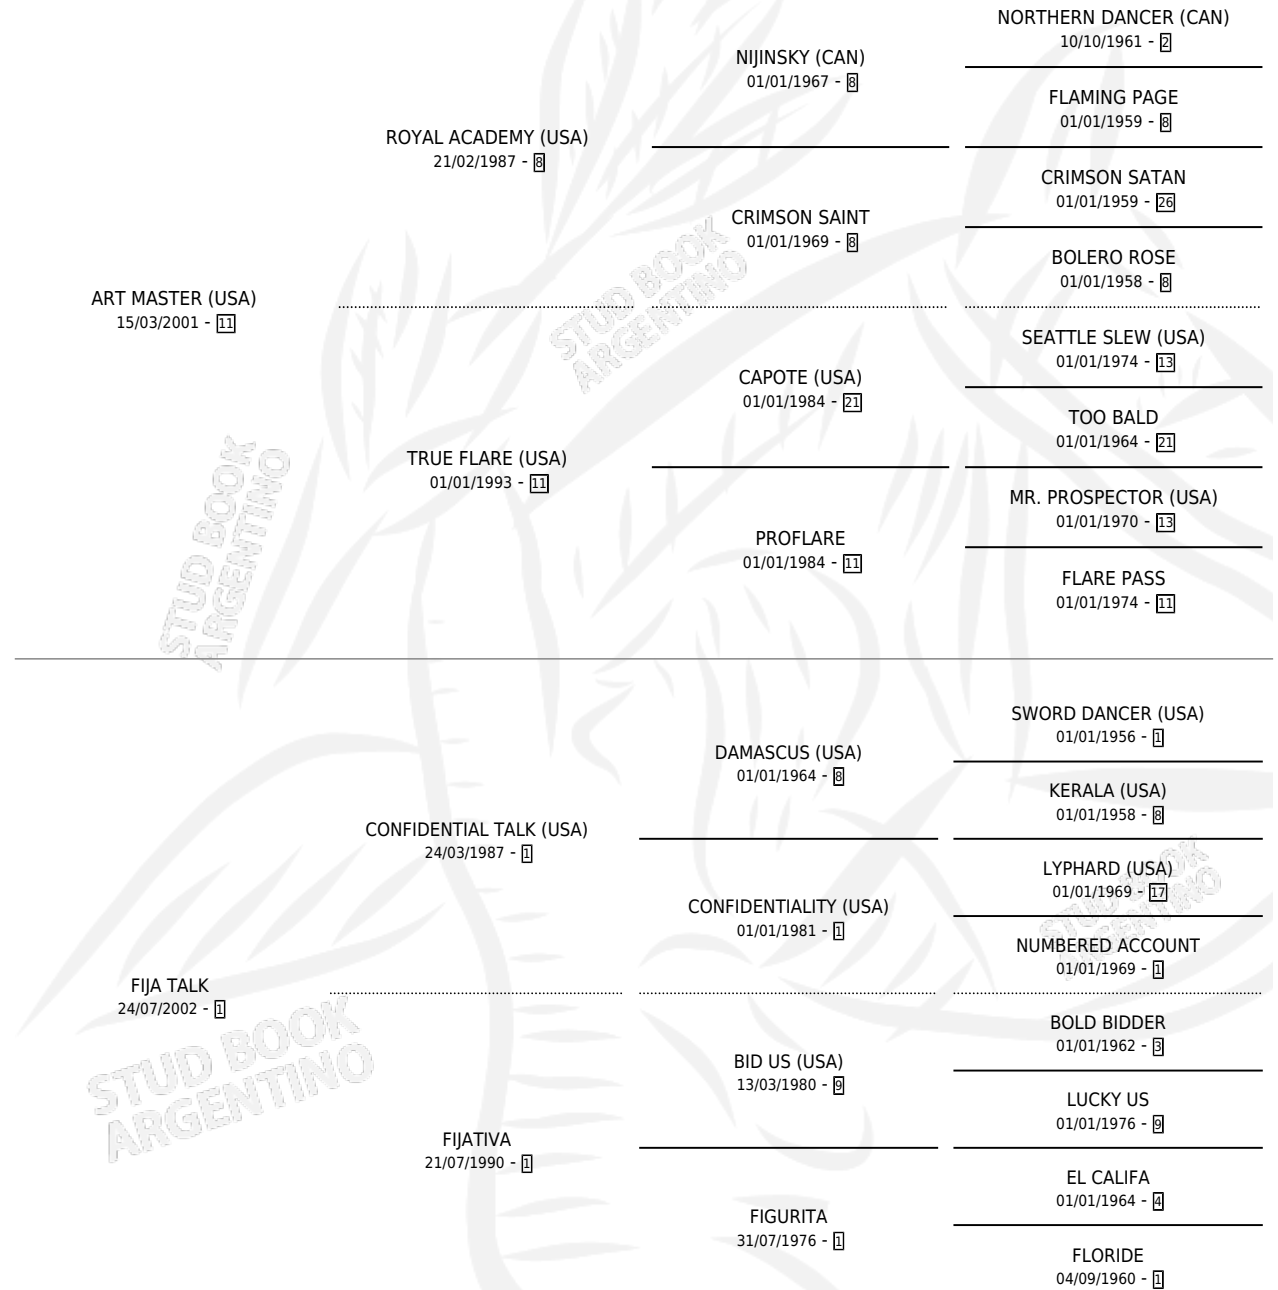 NORTHERN DANCER (CAN)
10/10/1961 - 2
NIJINSKY (CAN)
01/01/1967 - 8
FLAMING PAGE
01/01/1959 - 8
ROYAL ACADEMY (USA)
21/02/1987 - 8
CRIMSON SATAN
01/01/1959 - 26
CRIMSON SAINT
01/01/1969 - 8
BOLERO ROSE
01/01/1958 - 8
ART MASTER (USA)
15/03/2001 - 11
SEATTLE SLEW (USA)
01/01/1974 - 13
CAPOTE (USA)
01/01/1984 - 21
TOO BALD
01/01/1964 - 21
TRUE FLARE (USA)
01/01/1993 - 11
MR. PROSPECTOR (USA)
01/01/1970 - 13
PROFLARE
01/01/1984 - 11
FLARE PASS
01/01/1974 - 11
STUD BOOK
ARGENTINO
STUD BOOK
ARGENTINO
SWORD DANCER (USA)
01/01/1956 - 1
DAMASCUS (USA)
01/01/1964 - 8
KERALA (USA)
01/01/1958 - 8
CONFIDENTIAL TALK (USA)
24/03/1987 - 1
LYPHARD (USA)
01/01/1969 - 17
CONFIDENTIALITY (USA)
01/01/1981 - 1
NUMBERED ACCOUNT
01/01/1969 - 1
FIJA TALK
24/07/2002 - 1
BOLD BIDDER
01/01/1962 - 3
BID US (USA)
13/03/1980 - 9
LUCKY US
01/01/1976 - 9
FIJATIVA
21/07/1990 - 1
EL CALIFA
01/01/1964 - 4
FIGURITA
31/07/1976 - 1
FLORIDE
04/09/1960 - 1
STUD BOOK
ARGENTINO
STUD BOOK
ARGENTINO